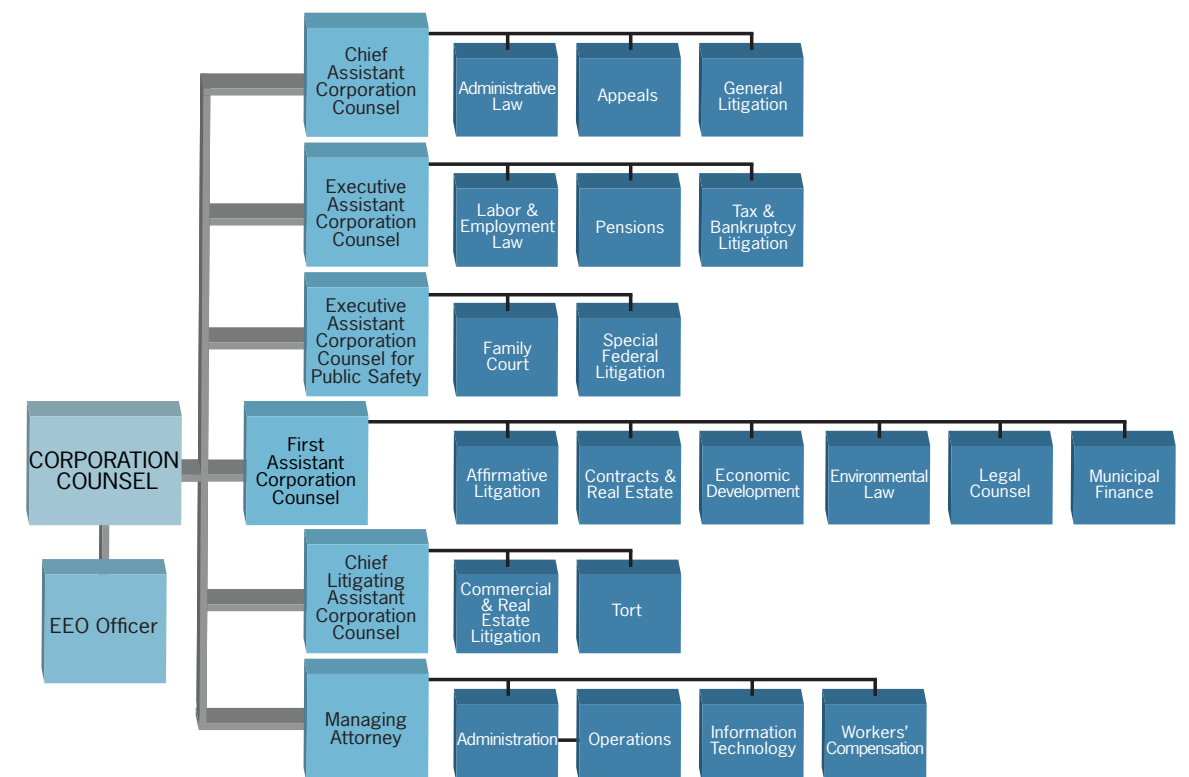 Chief
Assistant
Corporation
Counsel
Administrative
Law
Appeals
General
Litigation
Executive
Assistant
Corporation
Counsel
Labor &
Employment
Law
Pensions
Tax &
Bankruptcy
Litigation
Executive
Assistant
Corporation
Counsel for
Public Safety
Family
Court
Special
Federal
Litigation
CORPORATION
COUNSEL
EEO Officer
First
Assistant
Corporation
Counsel
Affirmative
Litgation
Contracts &
Real Estate
Economic
Development
Environmental
Law
Legal
Counsel
Municipal
Finance
Chief
Litigating
Assistant
Corporation
Counsel
Commercial
& Real
Estate
Litigation
Tort
Managing
Attorney
Administration
Operations
Information
Technology
Workers'
Compensation